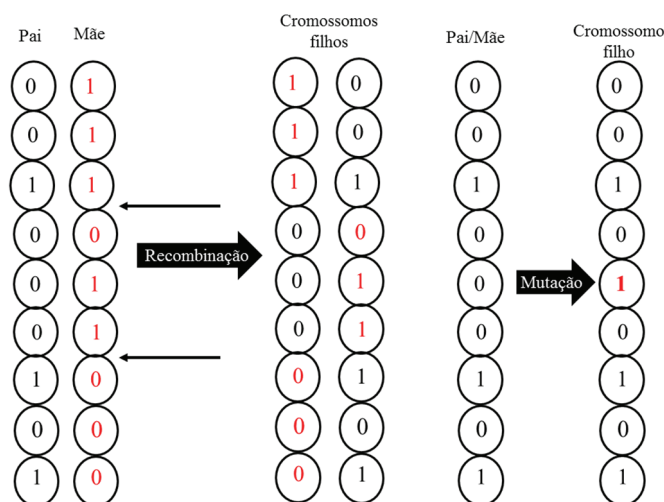 Pai Mãe Cromossomos filhos Pai/Mãe Cromossomo filho
0 1 1 0 0 0
0 1 1 0 0 0
1 1 1 1 1 1
0 0 0 0 0 0
Recombinação
0 1 0 1 0 1
Mutação
0 1 0 1 0 0
1 0 0 1 1 1
0 0 0 0 0 0
1 0 0 1 1 1